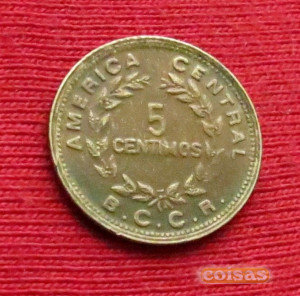 AMERICA CENTRAL
5
CENTIMOS
B.C.C.R.
coisas